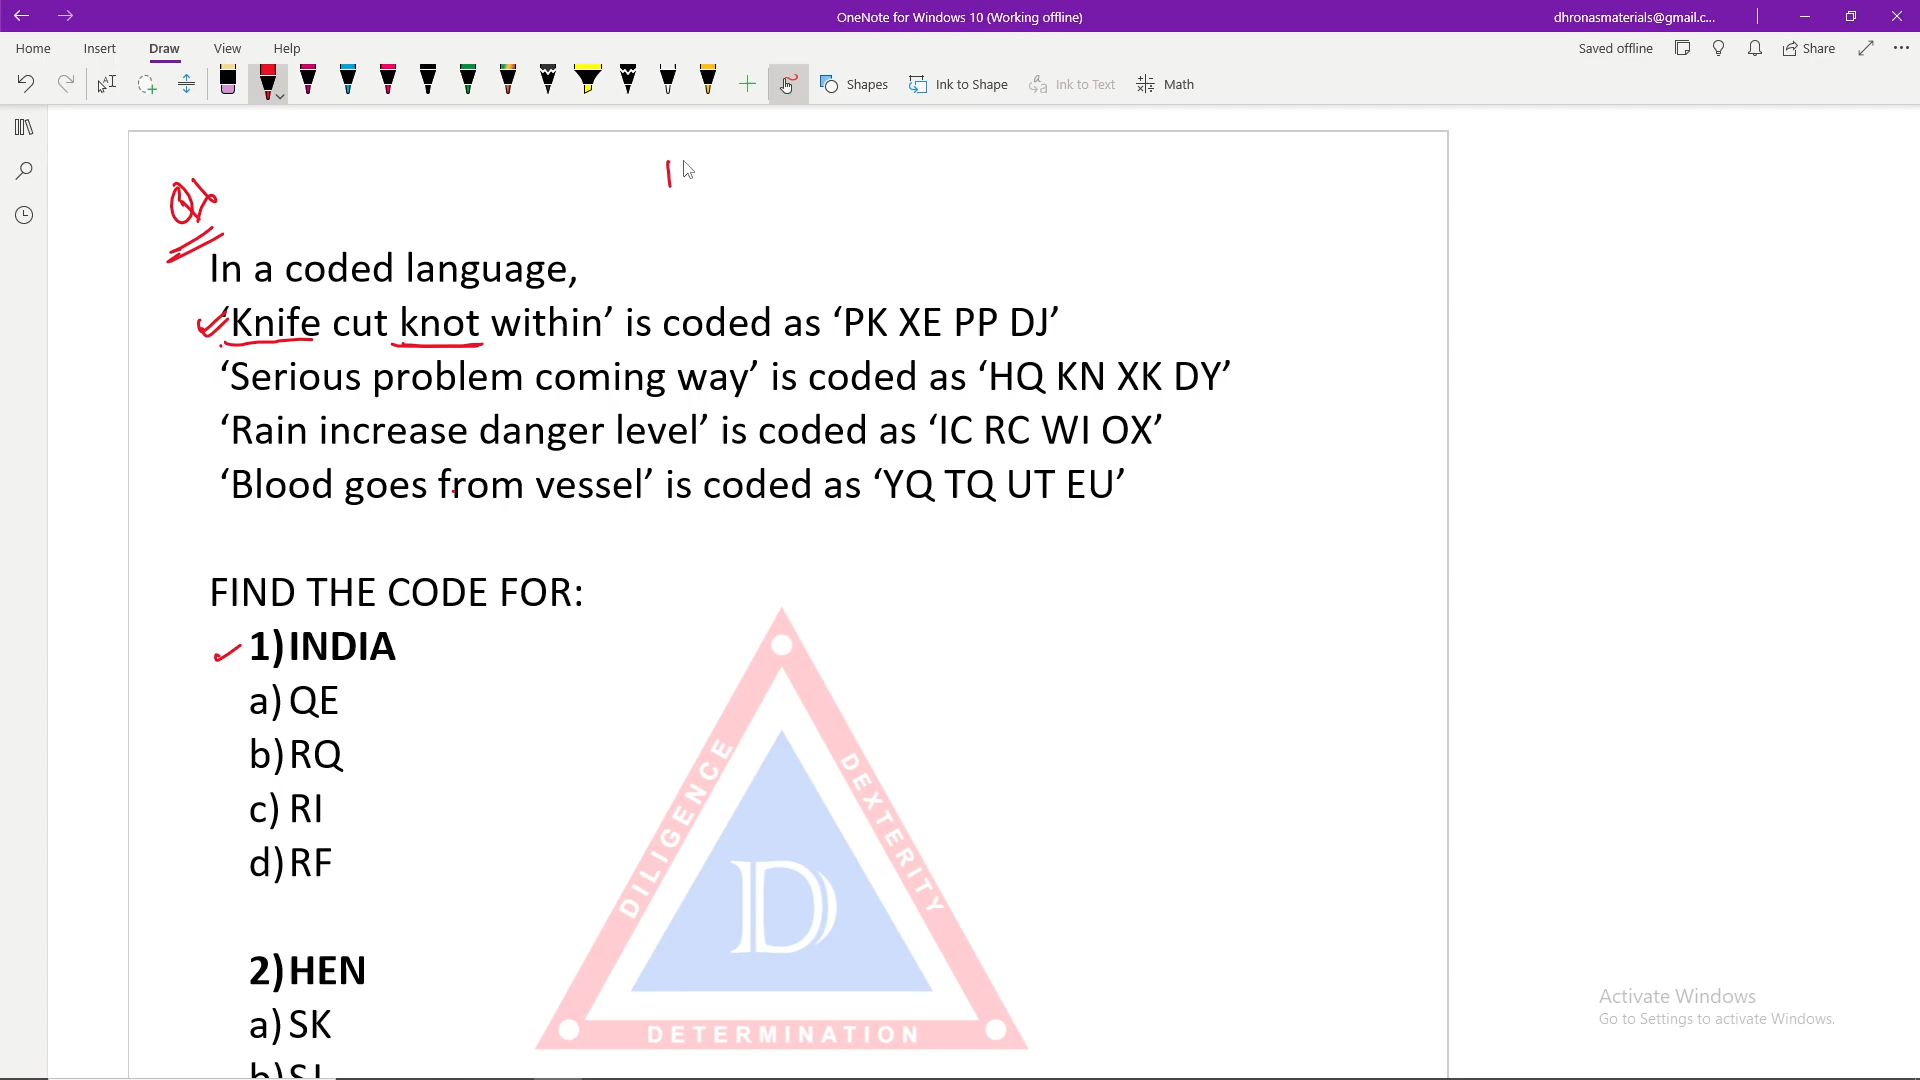 OneNote for Windows 10 (Working offline)
dhronasmaterials@gmail.c...
Home Insert Draw View Help
Saved offline Share
Shapes Ink to Shape Ink to Text Math
In a coded language,
‘Knife cut knot within’ is coded as ‘PK XE PP DJ’
‘Serious problem coming way’ is coded as ‘HQ KN XK DY’
‘Rain increase danger level’ is coded as ‘IC RC WI OX’
‘Blood goes from vessel’ is coded as ‘YQ TQ UT EU’
FIND THE CODE FOR:
1) INDIA
a) QE
b) RQ
c) RI
d) RF
2) HEN
a) SK
DILIGENCE
DEXTERITY
D
DETERMINATION
Activate Windows
Go to Settings to activate Windows.